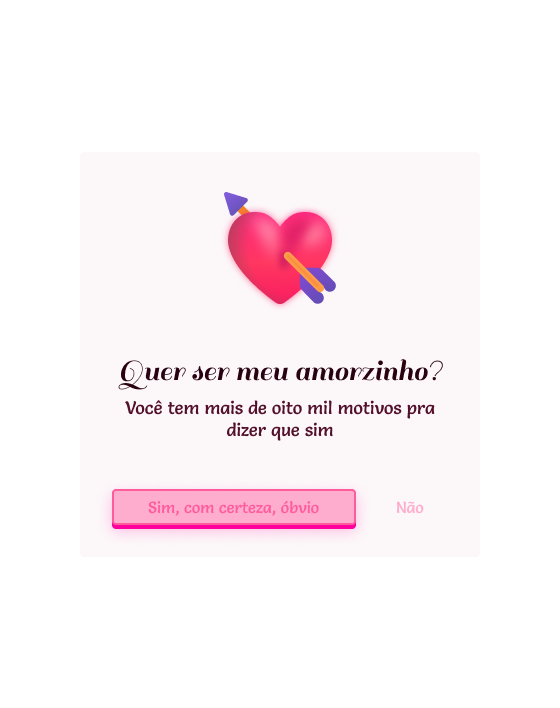 Quer ser meu amorzinho?
Você tem mais de oito mil motivos pra
dizer que sim
Sim, com certeza, óbvio
Não